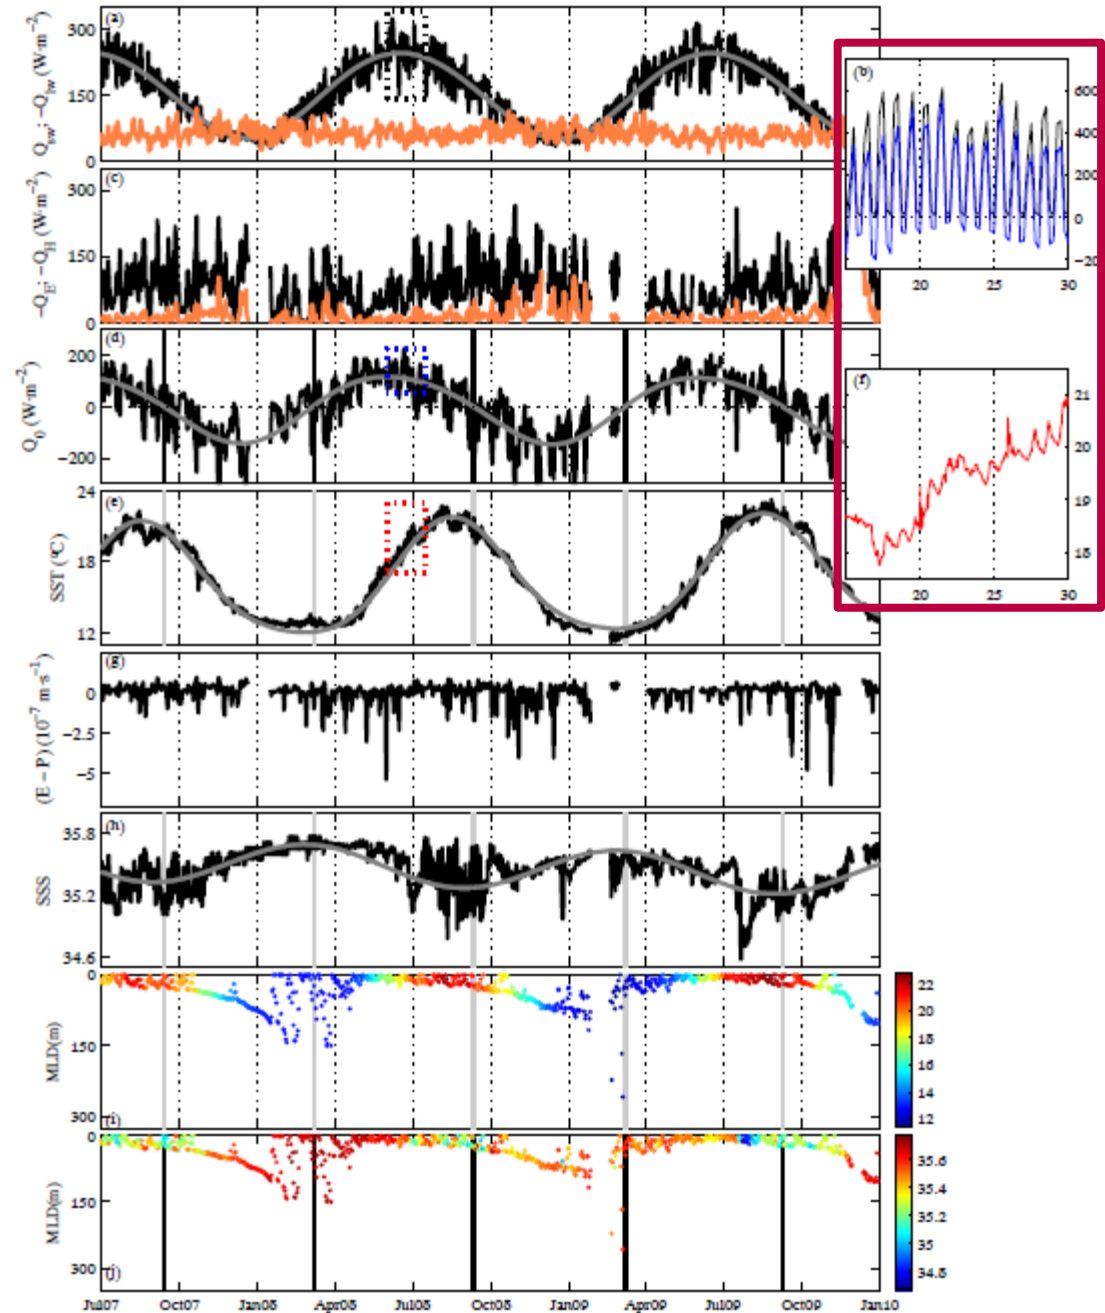 (a)
Q_sw; −Q_lw (W·m⁻²)
300
150
0
(b)
600
400
200
0
−20
20
25
30
(c)
−Q_E; −Q_H (W·m⁻²)
300
150
0
(d)
Q_0 (W·m⁻²)
200
0
−200
(e)
SST (ºC)
24
18
12
(f)
21
20
19
18
20
25
30
(g)
(E − P) (10⁻⁷ m·s⁻¹)
0
−2.5
−5
(h)
SSS
35.8
35.2
34.6
MLD(m)
0
150
300
(i)
22
20
18
16
14
12
MLD(m)
0
150
300
(j)
35.6
35.4
35.2
35
34.8
Jul07 Oct07 Jan08 Apr08 Jul08 Oct08 Jan09 Apr09 Jul09 Oct09 Jan10